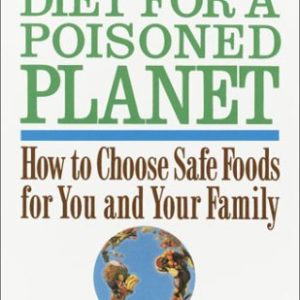 DIET FOR A
POISONED
PLANET
How to Choose Safe Foods
for You and Your Family